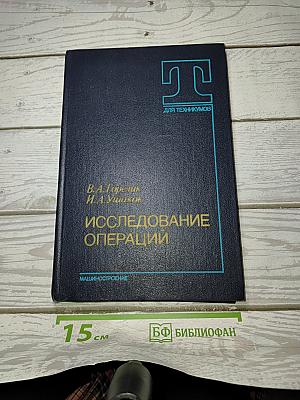 Т
ДЛЯ ТЕХНИКУМОВ
В.А.Горелик
И.А.Ушаков
ИССЛЕДОВАНИЕ
ОПЕРАЦИЙ
МАШИНОСТРОЕНИЕ
15 см
БФ БИБЛИОФАН